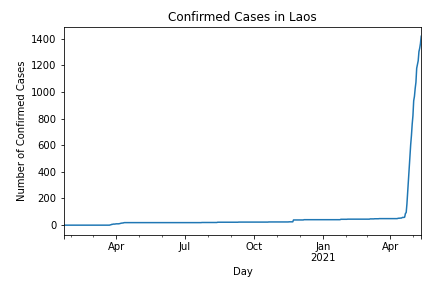 Confirmed Cases in Laos
Number of Confirmed Cases
1400
1200
1000
800
600
400
200
0
Apr Jul Oct Jan Apr
2021
Day